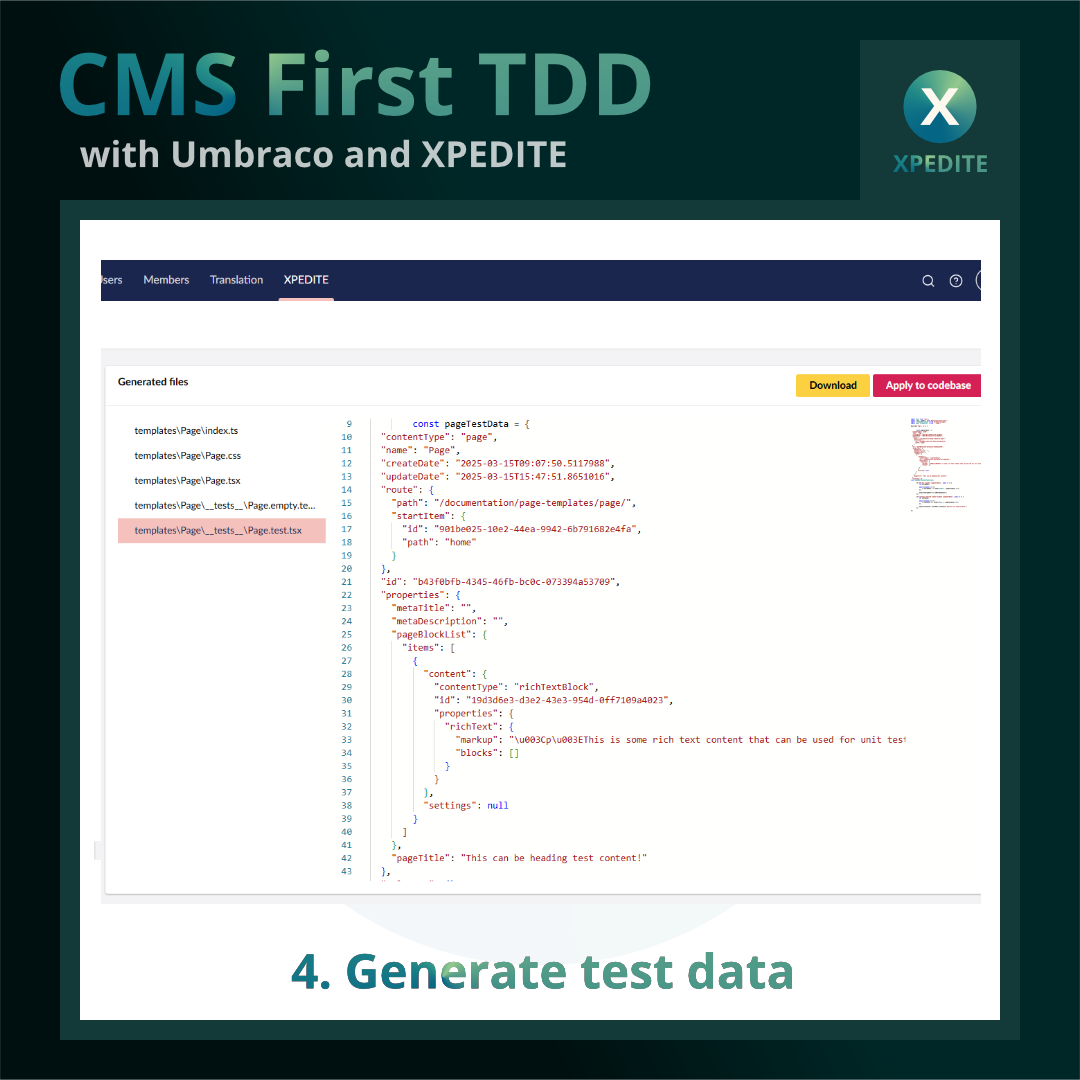 CMS First TDD
with Umbraco and XPEDITE
X
XPEDITE
Users Members Translation XPEDITE
Generated files
Download Apply to codebase
templates\Page\index.ts
templates\Page\Page.css
templates\Page\Page.tsx
templates\Page\__tests__\Page.empty.te...
templates\Page\__tests__\Page.test.tsx
9 const pageTestData = {
10 "contentType": "page",
11 "name": "Page",
12 "createDate": "2025-03-15T09:07:50.5117988",
13 "updateDate": "2025-03-15T15:47:51.8651016",
14 "route": {
15 "path": "/documentation/page-templates/page/",
16 "startItem": {
17 "id": "901be025-10e2-44ea-9942-6b791682e4fa",
18 "path": "home"
19 }
20 },
21 "id": "b43f0bfb-4345-46fb-bc0c-073394a53709",
22 "properties": {
23 "metaTitle": "",
24 "metaDescription": "",
25 "pageBlockList": {
26 "items": [
27 {
28 "content": {
29 "contentType": "richTextBlock",
30 "id": "19d3d6e3-d3e2-43e3-954d-0ff7109a4023",
31 "properties": {
32 "richText": {
33 "markup": "\u003Cp\u003EThis is some rich text content that can be used for unit test
34 "blocks": []
35 }
36 }
37 },
38 "settings": null
39 }
40 ]
41 },
42 "pageTitle": "This can be heading test content!"
43 },
4. Generate test data